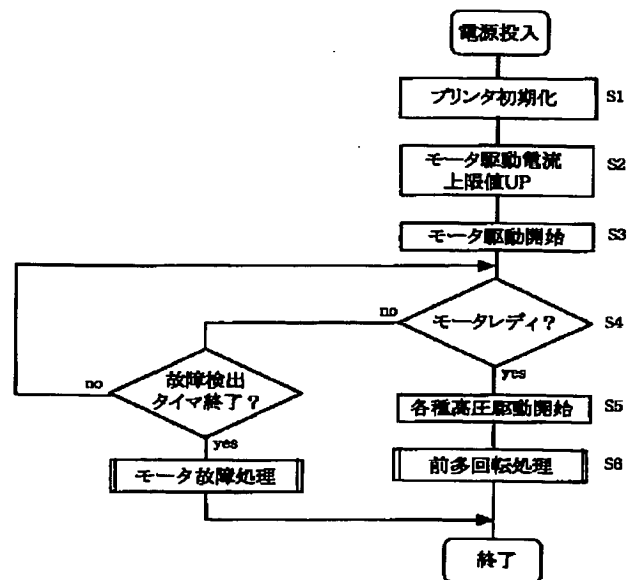 電源投入
プリンタ初期化 S1
モータ駆動電流
上限値UP
S2
モータ駆動開始 S3
モータレディ? S4
no
yes
故障検出
タイマ終了?
no
yes
各種高圧駆動開始 S5
モータ故障処理
前多回転処理 S6
終了